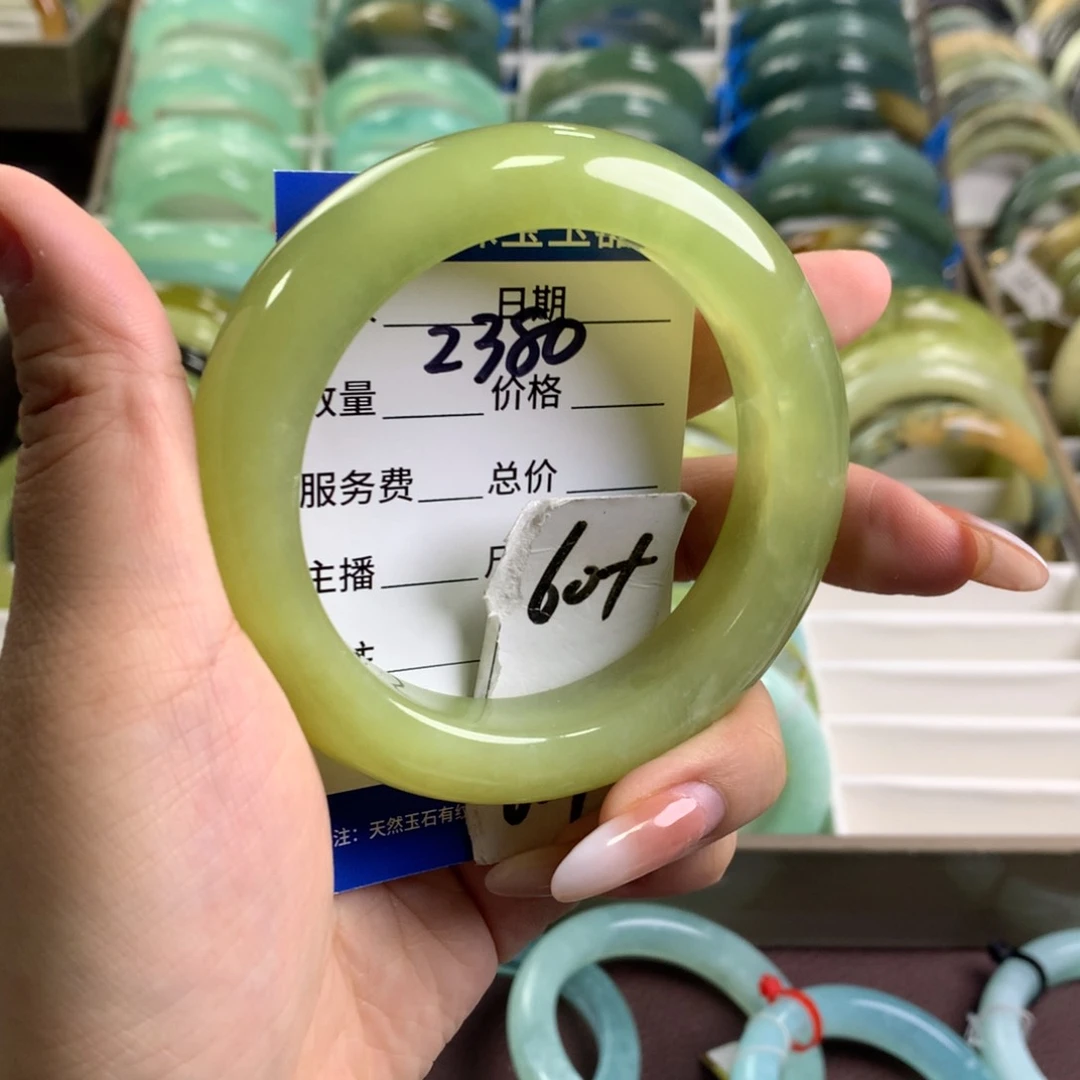 日期
2380
量 价格
服务费 总价
主播
60+
注：天然玉石有纹